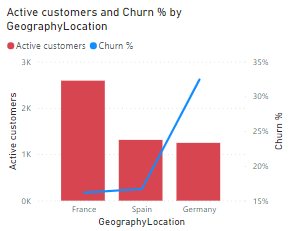 Active customers and Churn % by
GeographyLocation
Active customers Churn %
3K
2K
1K
0K
Active customers
35%
30%
25%
20%
15%
Churn %
France Spain Germany
GeographyLocation